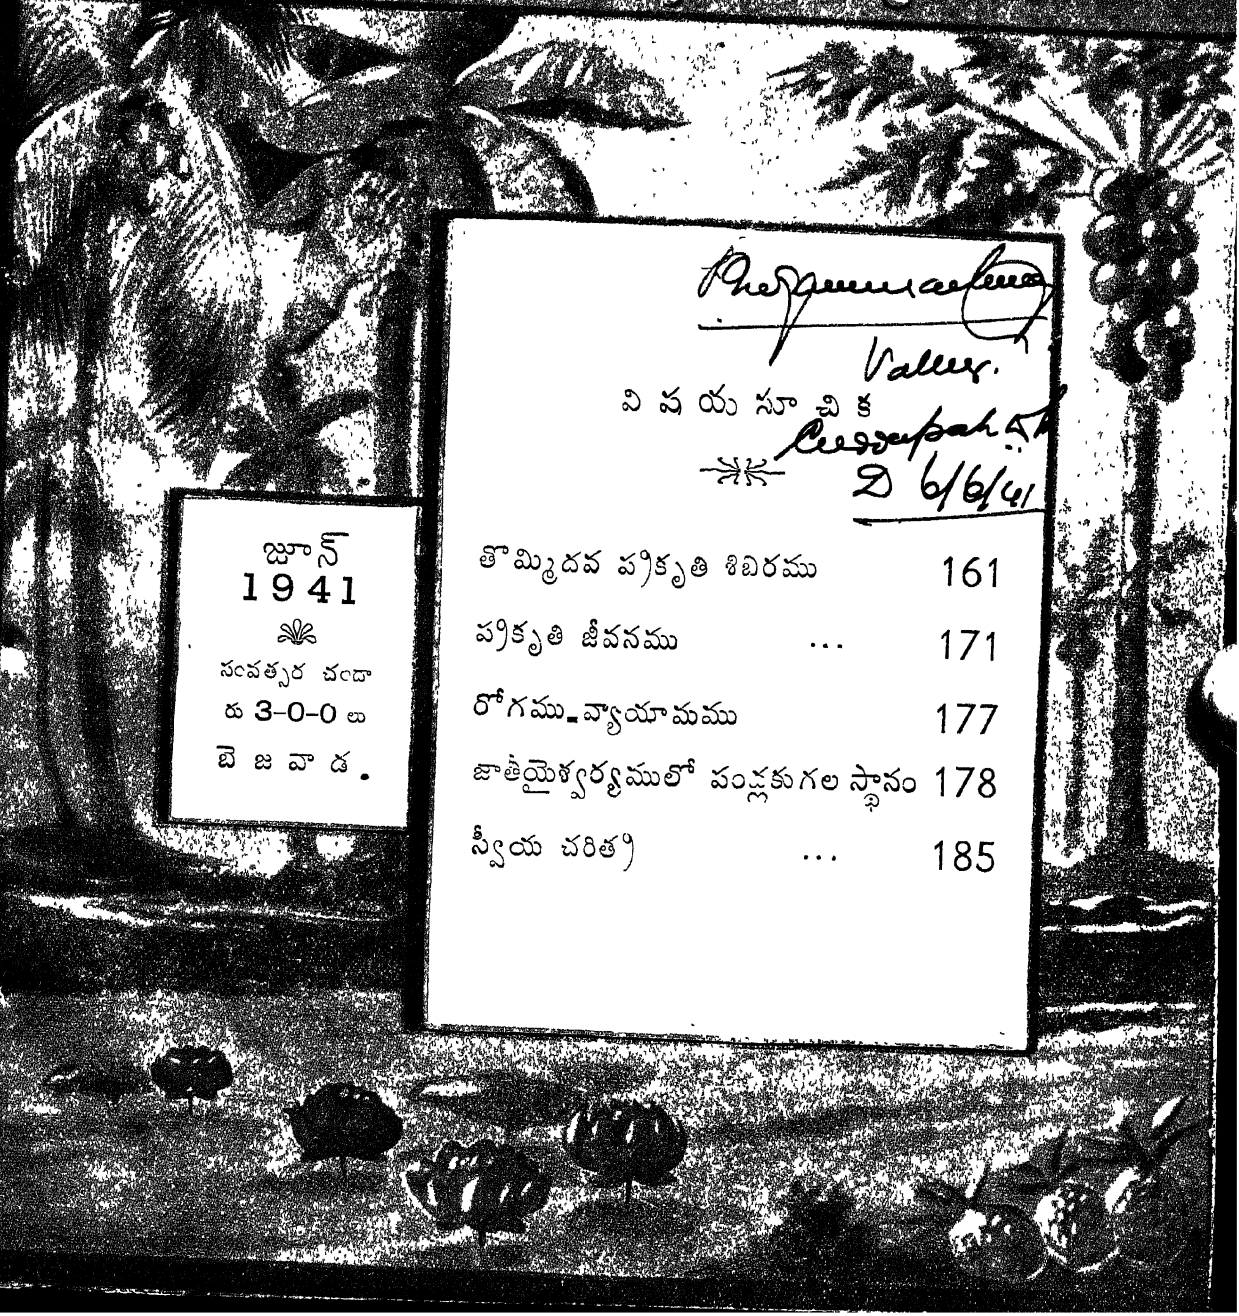 Vallur.
విషయసూచిక
D 6/6/41
జూన్
1941
సంవత్సర చందా
రు 3-0-0 లు
బెజవాడ.
తొమ్మిదవ ప్రకృతి శిబిరము 161
ప్రకృతి జీవనము ... 171
రోగము-వ్యాయామము 177
జాతీయైశ్వర్యములో పండ్లకుగల స్థానం 178
స్వీయ చరిత్ర ... 185